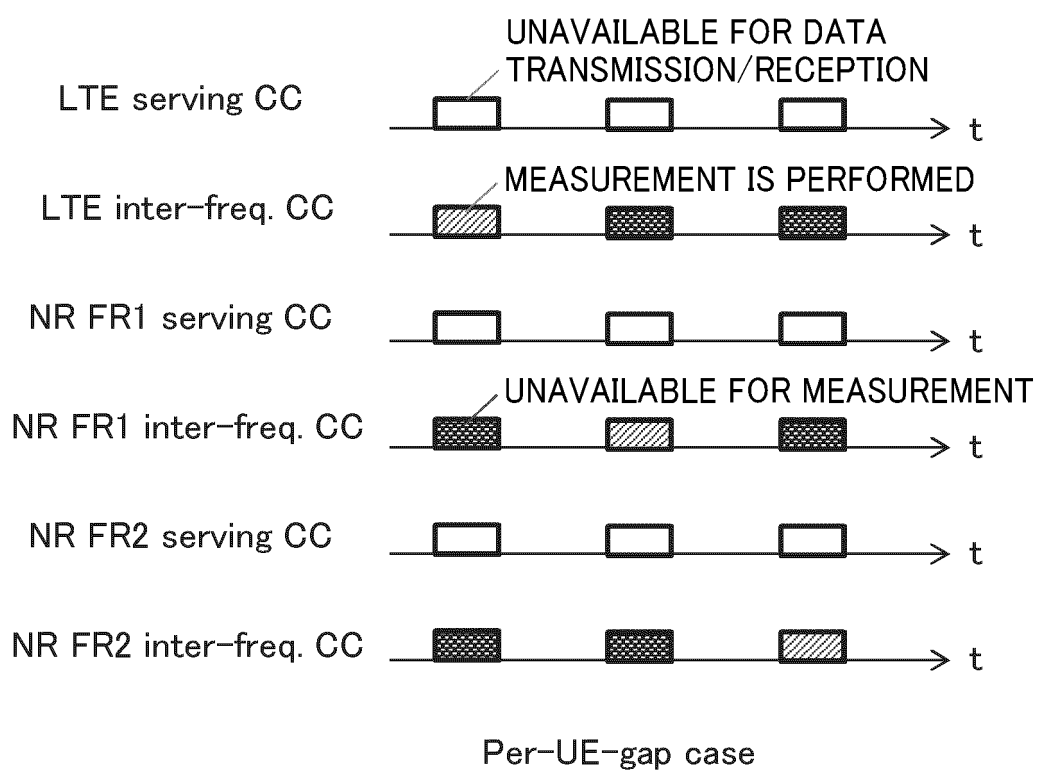 UNAVAILABLE FOR DATA
TRANSMISSION/RECEPTION
LTE serving CC
t
MEASUREMENT IS PERFORMED
LTE inter-freq. CC
t
NR FR1 serving CC
t
UNAVAILABLE FOR MEASUREMENT
NR FR1 inter-freq. CC
t
NR FR2 serving CC
t
NR FR2 inter-freq. CC
t
Per-UE-gap case